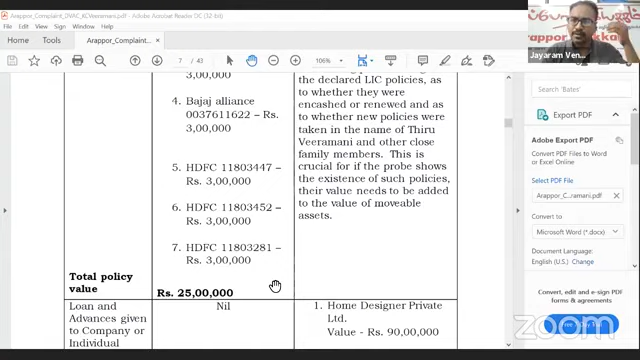 Arappor_Complaint_DVAC_KCVeeramani.pdf - Adobe Acrobat Reader DC (32-bit)
File Edit View Sign Window Help
Home Tools Arappor_Complaint... ×
7 / 43 106%
3,00,000
4. Bajaj alliance
0037611622 – Rs.
3,00,000
5. HDFC 11803447 –
Rs. 3,00,000
6. HDFC 11803452 –
Rs. 3,00,000
7. HDFC 11803281 –
Rs. 3,00,000
Total policy
value
Rs. 25,00,000
the declared LIC policies, as
to whether they were
encashed or renewed and as
to whether new policies were
taken in the name of Thiru
Veeramani and other close
family members. This is
crucial for if the probe shows
the existence of such policies,
their value needs to be added
to the value of moveable
assets.
Loan and
Advances given
to Company or
Individual
Nil
1. Home Designer Private
Ltd.
Value - Rs. 90,00,000
Jayaram Ven...
Search 'Bates'
Export PDF
Adobe Export PDF
Convert PDF Files to Word
or Excel Online
Select PDF File
Arappor_C...ramani.pdf ×
Convert to
Microsoft Word (*.docx)
Document Language:
English (U.S.) Change
Convert, edit and e-sign PDF
forms & agreements
Free 7-Day Trial
zoom